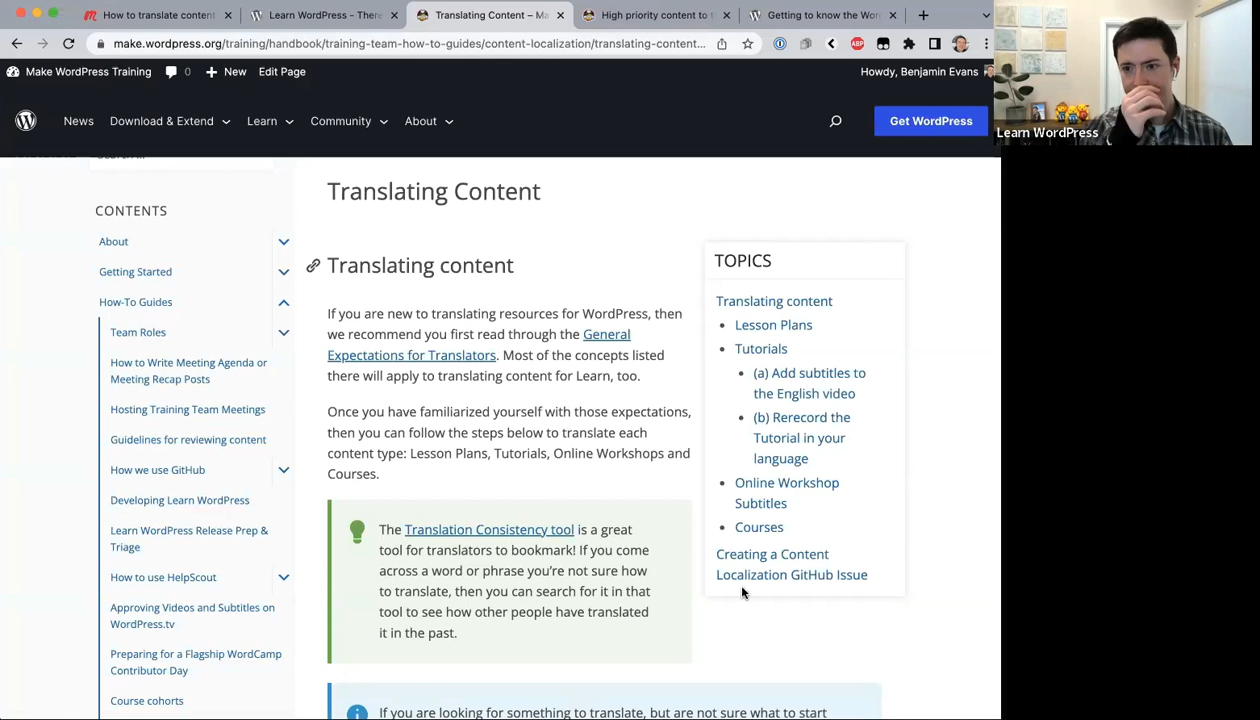 How to translate content
Learn WordPress – There
Translating Content – Ma
High priority content to t
Getting to know the Wor
make.wordpress.org/training/handbook/training-team-how-to-guides/content-localization/translating-content...
ABP
Make WordPress Training
0
New
Edit Page
Howdy, Benjamin Evans
News
Download & Extend
Learn
Community
About
Get WordPress
Learn WordPress
Translating Content
CONTENTS
About
Getting Started
How-To Guides
Team Roles
How to Write Meeting Agenda or
Meeting Recap Posts
Hosting Training Team Meetings
Guidelines for reviewing content
How we use GitHub
Developing Learn WordPress
Learn WordPress Release Prep &
Triage
How to use HelpScout
Approving Videos and Subtitles on
WordPress.tv
Preparing for a Flagship WordCamp
Contributor Day
Course cohorts
Translating content
If you are new to translating resources for WordPress, then
we recommend you first read through the General
Expectations for Translators. Most of the concepts listed
there will apply to translating content for Learn, too.
Once you have familiarized yourself with those expectations,
then you can follow the steps below to translate each
content type: Lesson Plans, Tutorials, Online Workshops and
Courses.
The Translation Consistency tool is a great
tool for translators to bookmark! If you come
across a word or phrase you’re not sure how
to translate, then you can search for it in that
tool to see how other people have translated
it in the past.
If you are looking for something to translate, but are not sure what to start
TOPICS
Translating content
Lesson Plans
Tutorials
(a) Add subtitles to
the English video
(b) Rerecord the
Tutorial in your
language
Online Workshop
Subtitles
Courses
Creating a Content
Localization GitHub Issue